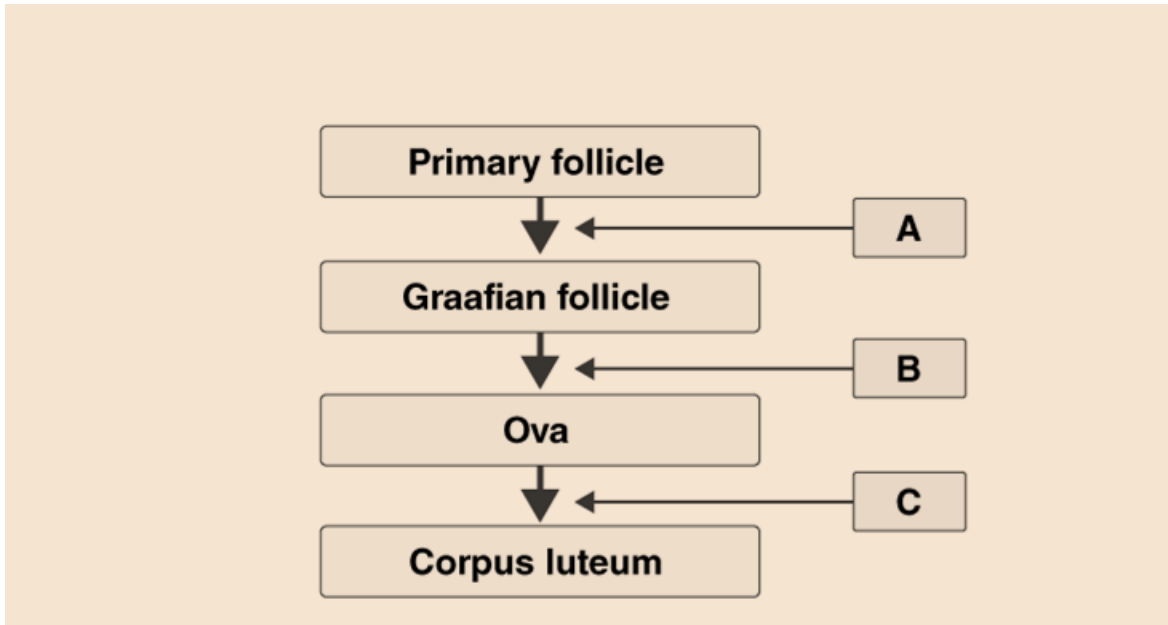 Primary follicle
A
Graafian follicle
B
Ova
C
Corpus luteum